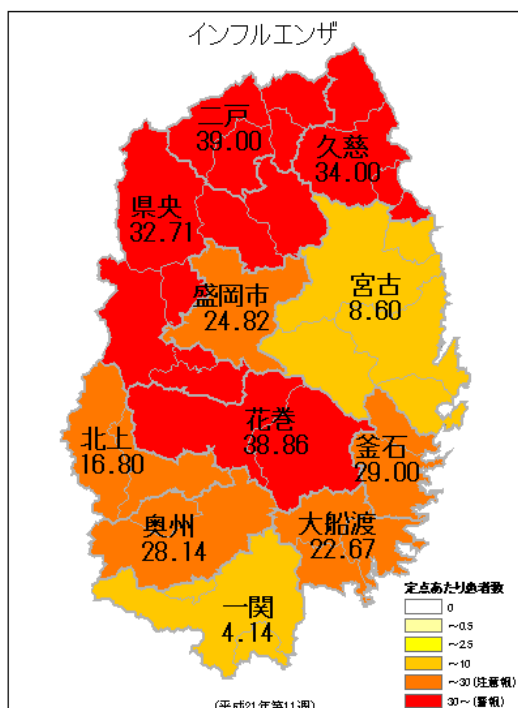 インフルエンザ
二戸
39.00
久慈
34.00
県央
32.71
盛岡市
24.82
宮古
8.60
花巻
38.86
北上
16.80
釜石
29.00
奥州
28.14
大船渡
22.67
一関
4.14
定点あたり患者数
0
～0.5
～2.5
～10
～30(注意報)
30～(警報)
(平成21年第11週)